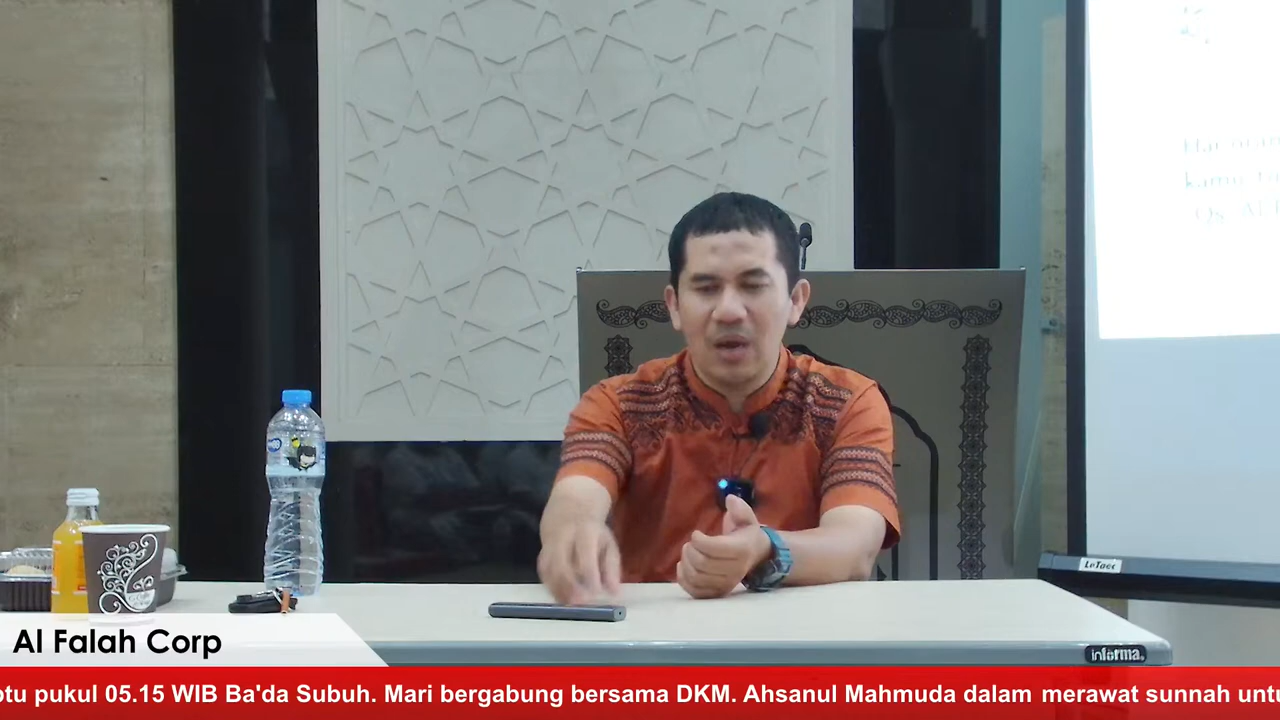 Al Falah Corp
otu pukul 05.15 WIB Ba'da Subuh. Mari bergabung bersama DKM. Ahsanul Mahmuda dalam merawat sunnah untu
informa